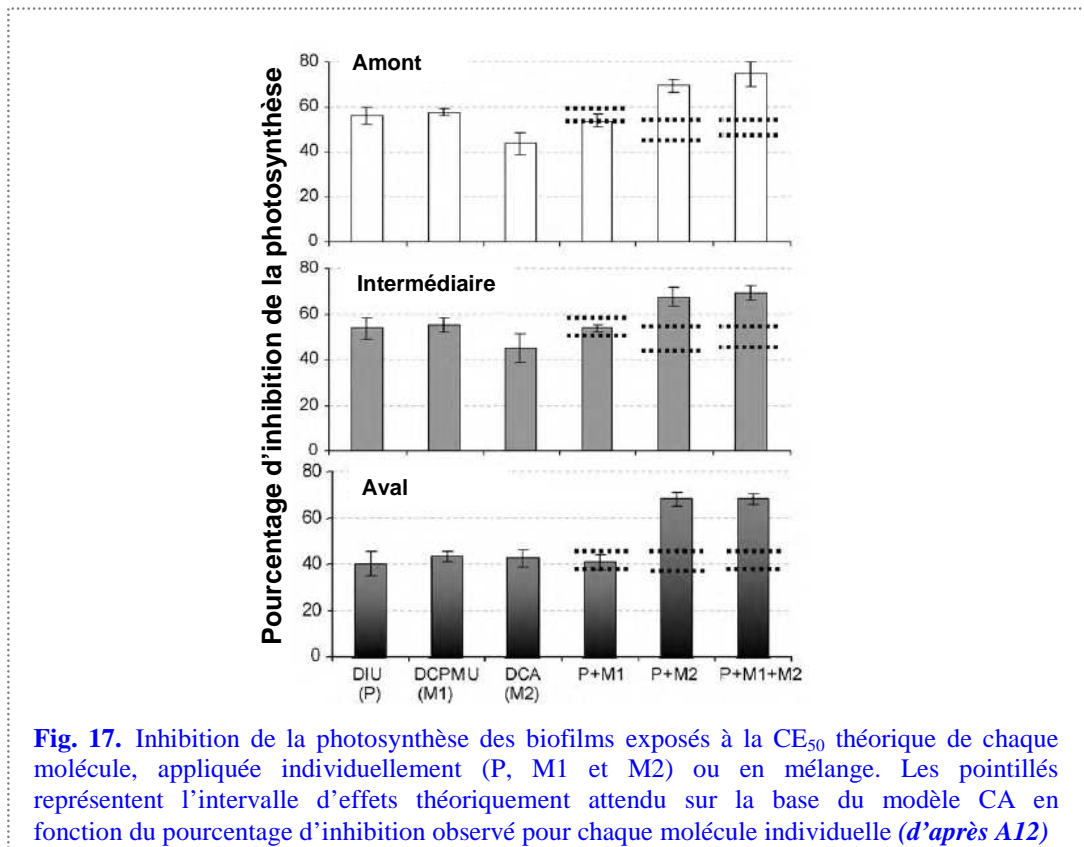 Pourcentage d'inhibition de la photosynthèse
Amont
80
60
40
20
0
Intermédiaire
80
60
40
20
0
Aval
80
60
40
20
0
DIU DCPMU DCA P+M1 P+M2 P+M1+M2
(P) (M1) (M2)
Fig. 17. Inhibition de la photosynthèse des biofilms exposés à la CE₅₀ théorique de chaque
molécule, appliquée individuellement (P, M1 et M2) ou en mélange. Les pointillés
représentent l'intervalle d'effets théoriquement attendu sur la base du modèle CA en
fonction du pourcentage d'inhibition observé pour chaque molécule individuelle (d'après A12)